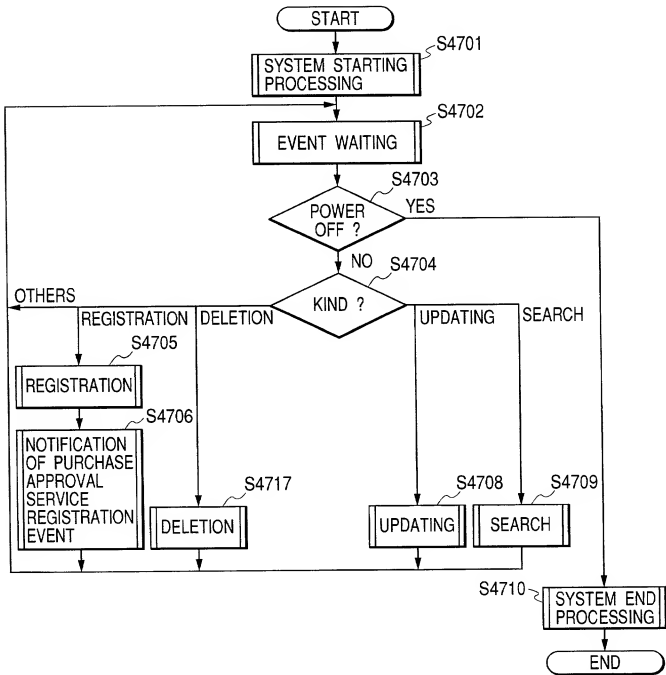 START
S4701
SYSTEM STARTING
PROCESSING
S4702
EVENT WAITING
S4703
POWER
OFF ?
YES
NO
S4704
KIND ?
OTHERS
REGISTRATION
DELETION
UPDATING
SEARCH
S4705
REGISTRATION
S4706
NOTIFICATION
OF PURCHASE
APPROVAL
SERVICE
REGISTRATION
EVENT
S4717
DELETION
S4708
UPDATING
S4709
SEARCH
S4710
SYSTEM END
PROCESSING
END